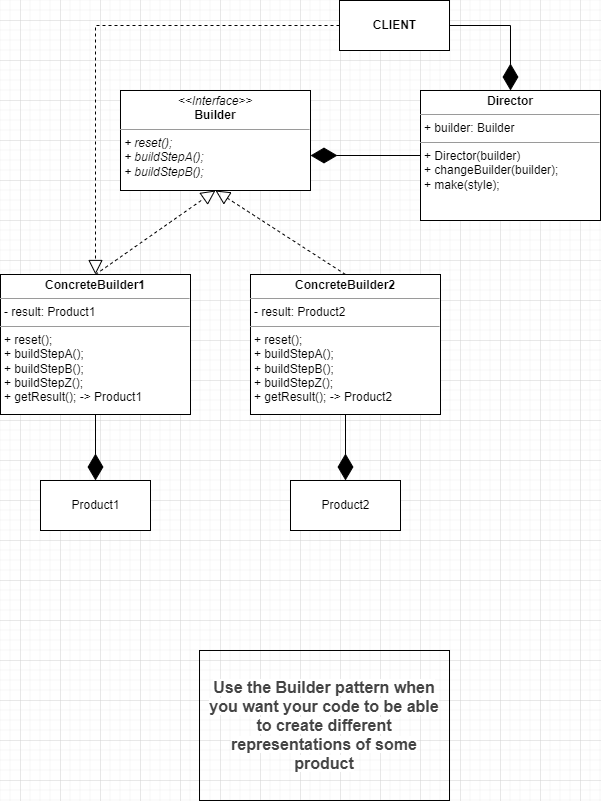 CLIENT
<<Interface>>
Builder
+ reset();
+ buildStepA();
+ buildStepB();
Director
+ builder: Builder
+ Director(builder)
+ changeBuilder(builder);
+ make(style);
ConcreteBuilder1
- result: Product1
+ reset();
+ buildStepA();
+ buildStepB();
+ buildStepZ();
+ getResult(); -> Product1
ConcreteBuilder2
- result: Product2
+ reset();
+ buildStepA();
+ buildStepB();
+ buildStepZ();
+ getResult(); -> Product2
Product1
Product2
Use the Builder pattern when
you want your code to be able
to create different
representations of some
product